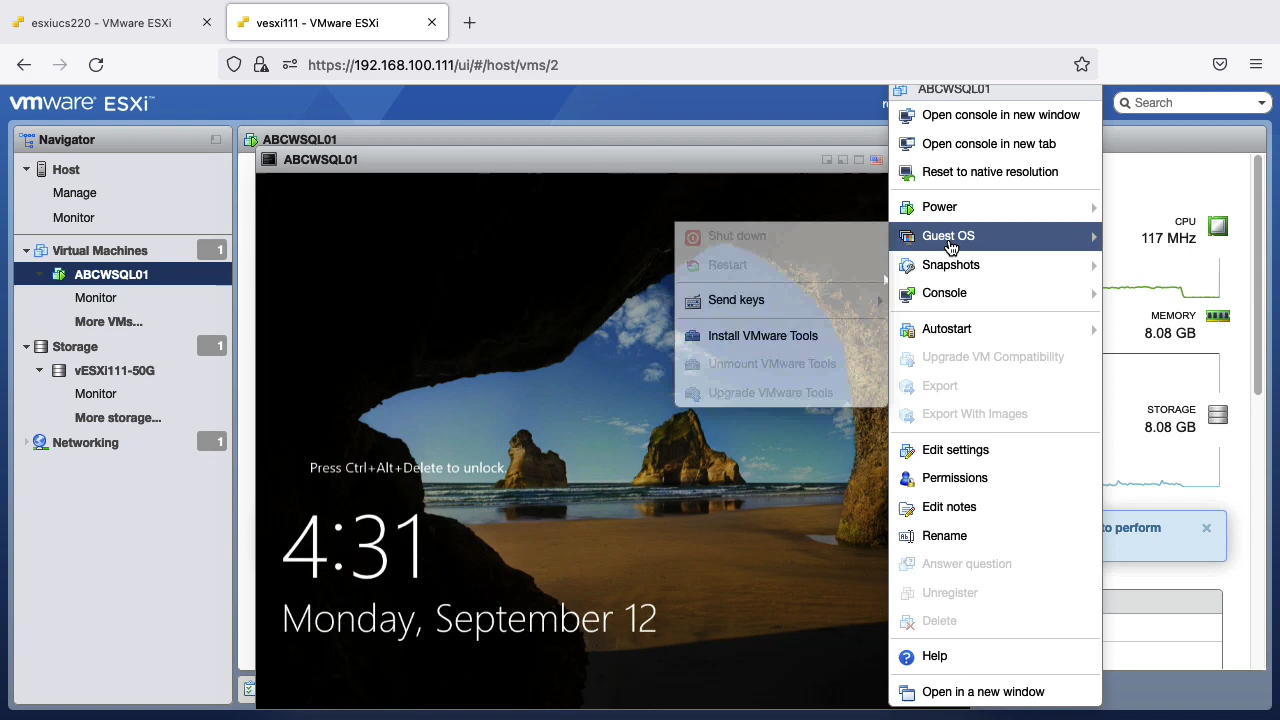 esxiucs220 - VMware ESXi
vesxi111 - VMware ESXi
https://192.168.100.111/ui/#/host/vms/2
vmware ESXi™
Search
Navigator
Host
Manage
Monitor
Virtual Machines 1
ABCWSQL01
Monitor
More VMs...
Storage 1
vESXi111-50G
Monitor
More storage...
Networking 1
ABCWSQL01
ABCWSQL01
Press Ctrl+Alt+Delete to unlock.
4:31
Monday, September 12
Shut down
Restart
Send keys
Install VMware Tools
Unmount VMware Tools
Upgrade VMware Tools
ABCWSQL01
Open console in new window
Open console in new tab
Reset to native resolution
Power
Guest OS
Snapshots
Console
Autostart
Upgrade VM Compatibility
Export
Export With Images
Edit settings
Permissions
Edit notes
Rename
Answer question
Unregister
Delete
Help
Open in a new window
CPU
117 MHz
MEMORY
8.08 GB
STORAGE
8.08 GB
to perform